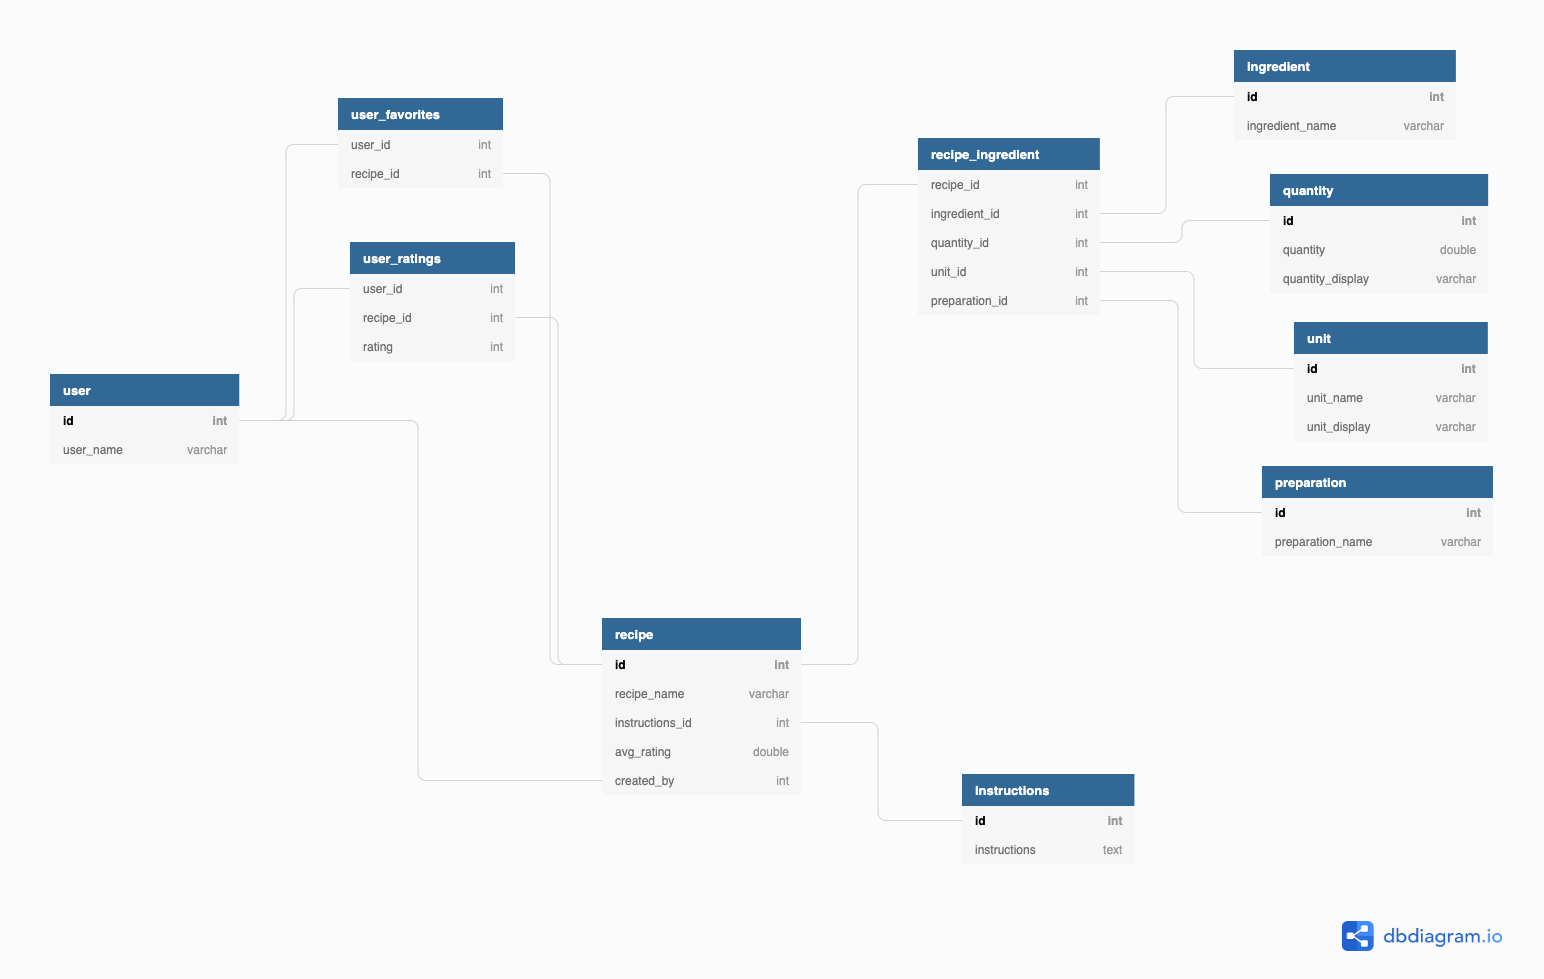 user_favorites
user_id int
recipe_id int
user_ratings
user_id int
recipe_id int
rating int
user
id int
user_name varchar
recipe
id int
recipe_name varchar
instructions_id int
avg_rating double
created_by int
recipe_ingredient
recipe_id int
ingredient_id int
quantity_id int
unit_id int
preparation_id int
ingredient
id int
ingredient_name varchar
quantity
id int
quantity double
quantity_display varchar
unit
id int
unit_name varchar
unit_display varchar
preparation
id int
preparation_name varchar
instructions
id int
instructions text
dbdiagram.io